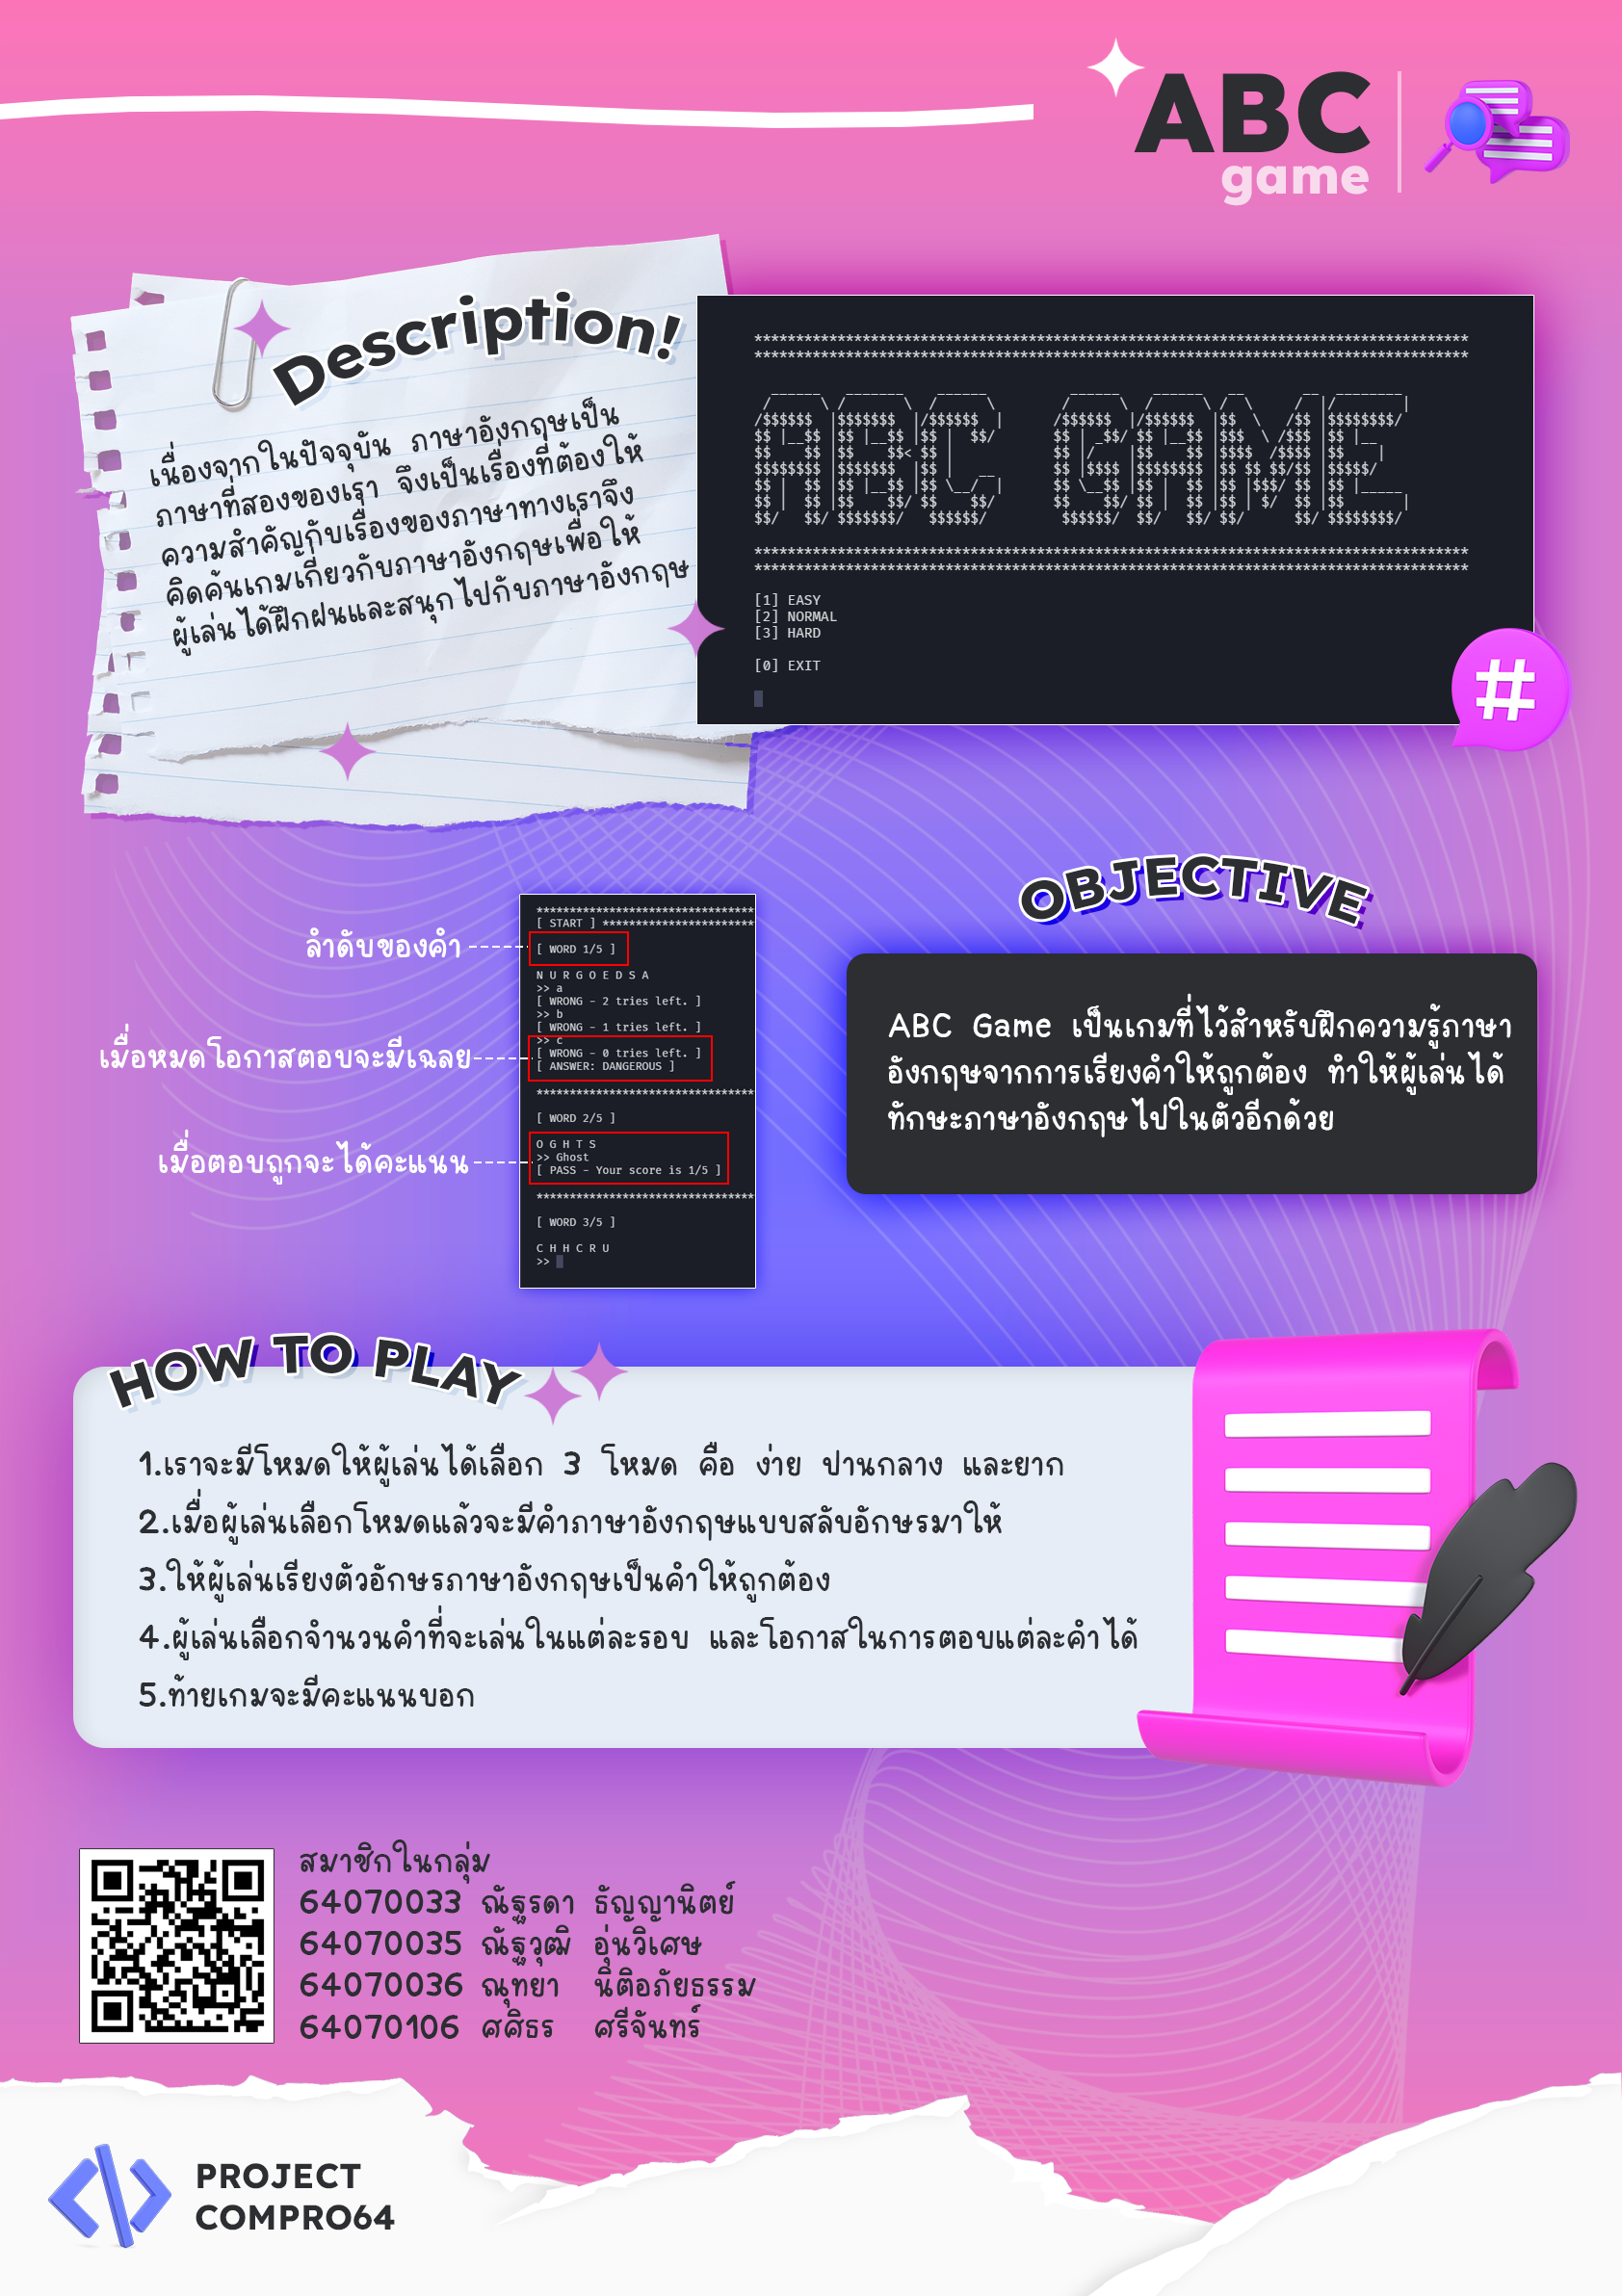 ABC
game
Description!
เนื่องจากในปัจจุบัน ภาษาอังกฤษเป็น
ภาษาที่สองของเรา จึงเป็นเรื่องที่ต้องให้
ความสำคัญกับเรื่องของภาษาทางเราจึง
คิดค้นเกมเกี่ยวกับภาษาอังกฤษเพื่อให้
ผู้เล่นได้ฝึกฝนและสนุกไปกับภาษาอังกฤษ
ABC GAME
[1] EASY
[2] NORMAL
[3] HARD
[0] EXIT
#
ลำดับของคำ
เมื่อหมดโอกาสตอบจะมีเฉลย
เมื่อตอบถูกจะได้คะแนน
[ START ] ***********************
[ WORD 1/5 ]
N U R G O E D S A
>> a
[ WRONG - 2 tries left. ]
>> b
[ WRONG - 1 tries left. ]
>> c
[ WRONG - 0 tries left. ]
[ ANSWER: DANGEROUS ]
[ WORD 2/5 ]
O G H T S
>> Ghost
[ PASS - Your score is 1/5 ]
[ WORD 3/5 ]
C H H C R U
>>
OBJECTIVE
ABC Game เป็นเกมที่ไว้สำหรับฝึกความรู้ภาษา
อังกฤษจากการเรียงคำให้ถูกต้อง ทำให้ผู้เล่นได้
ทักษะภาษาอังกฤษไปในตัวอีกด้วย
HOW TO PLAY
1.เราจะมีโหมดให้ผู้เล่นได้เลือก 3 โหมด คือ ง่าย ปานกลาง และยาก
2.เมื่อผู้เล่นเลือกโหมดแล้วจะมีคำภาษาอังกฤษแบบสลับอักษรมาให้
3.ให้ผู้เล่นเรียงตัวอักษรภาษาอังกฤษเป็นคำให้ถูกต้อง
4.ผู้เล่นเลือกจำนวนคำที่จะเล่นในแต่ละรอบ และโอกาสในการตอบแต่ละคำได้
5.ท้ายเกมจะมีคะแนนบอก
สมาชิกในกลุ่ม
64070033 ณัฐรดา ธัญญานิตย์
64070035 ณัฐวุฒิ อุ่นวิเศษ
64070036 ณุทยา นิติอภัยธรรม
64070106 ศศิธร ศรีจันทร์
PROJECT
COMPRO64